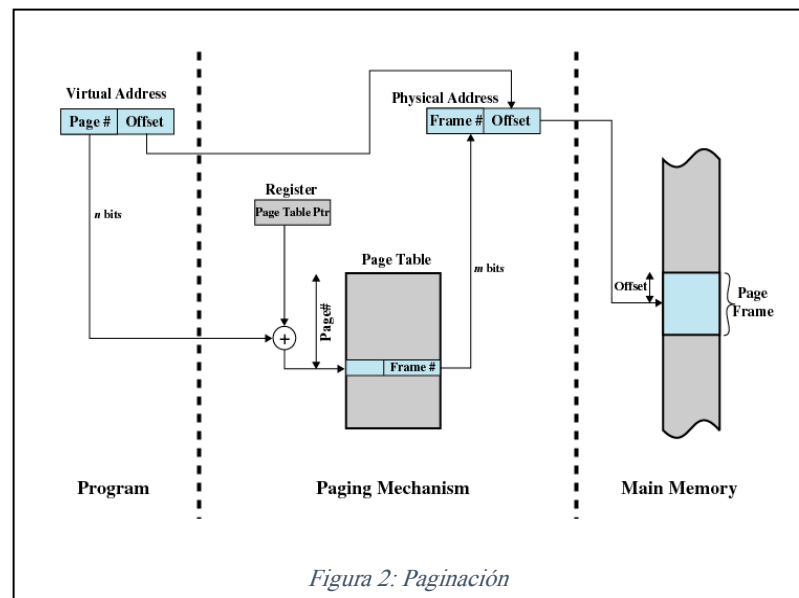 Virtual Address
Page # Offset
n bits
Register
Page Table Ptr
+
Page Table
Page#
Frame #
m bits
Physical Address
Frame # Offset
Offset
Page
Frame
Program
Paging Mechanism
Main Memory
Figura 2: Paginación